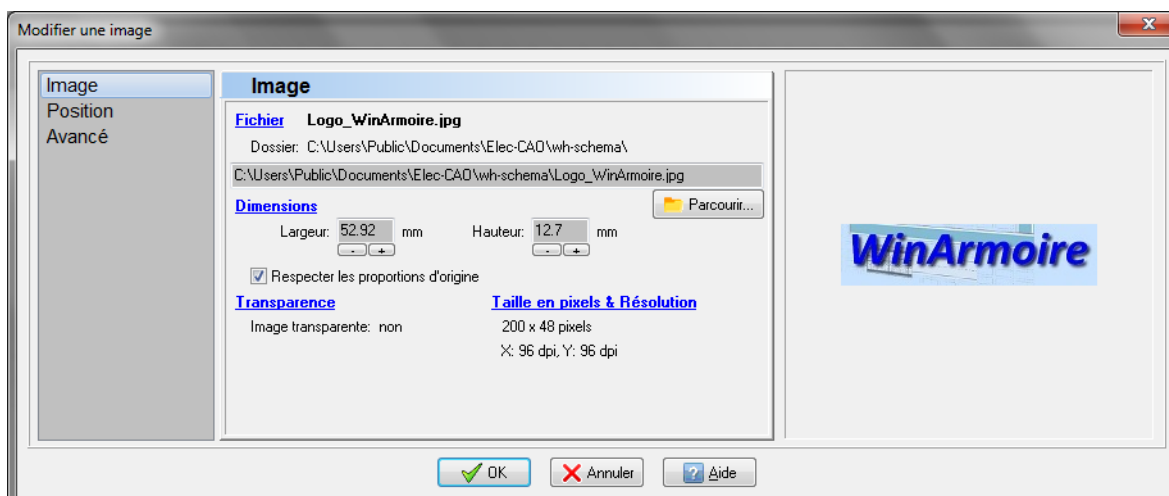 Modifier une image
Image
Position
Avancé
Image
Fichier Logo_WinArmoire.jpg
Dossier: C:\Users\Public\Documents\Elec-CAO\wh-schema\
C:\Users\Public\Documents\Elec-CAO\wh-schema\Logo_WinArmoire.jpg
Parcourir...
Dimensions
Largeur: 52.92 mm Hauteur: 12.7 mm
- + - +
Respecter les proportions d'origine
Transparence Taille en pixels & Résolution
Image transparente: non 200 x 48 pixels
X: 96 dpi, Y: 96 dpi
WinArmoire
OK Annuler Aide